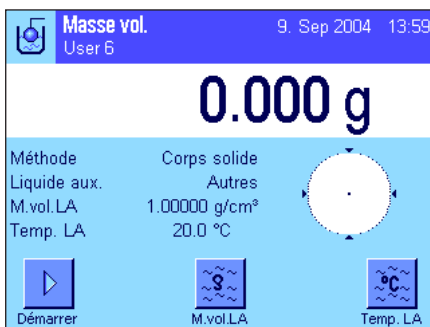 Masse vol. 9. Sep 2004 13:59
User 6
0.000 g
Méthode Corps solide
Liquide aux. Autres
M.vol.LA 1.00000 g/cm³
Temp. LA 20.0 °C
°C
Démarrer M.vol.LA Temp. LA